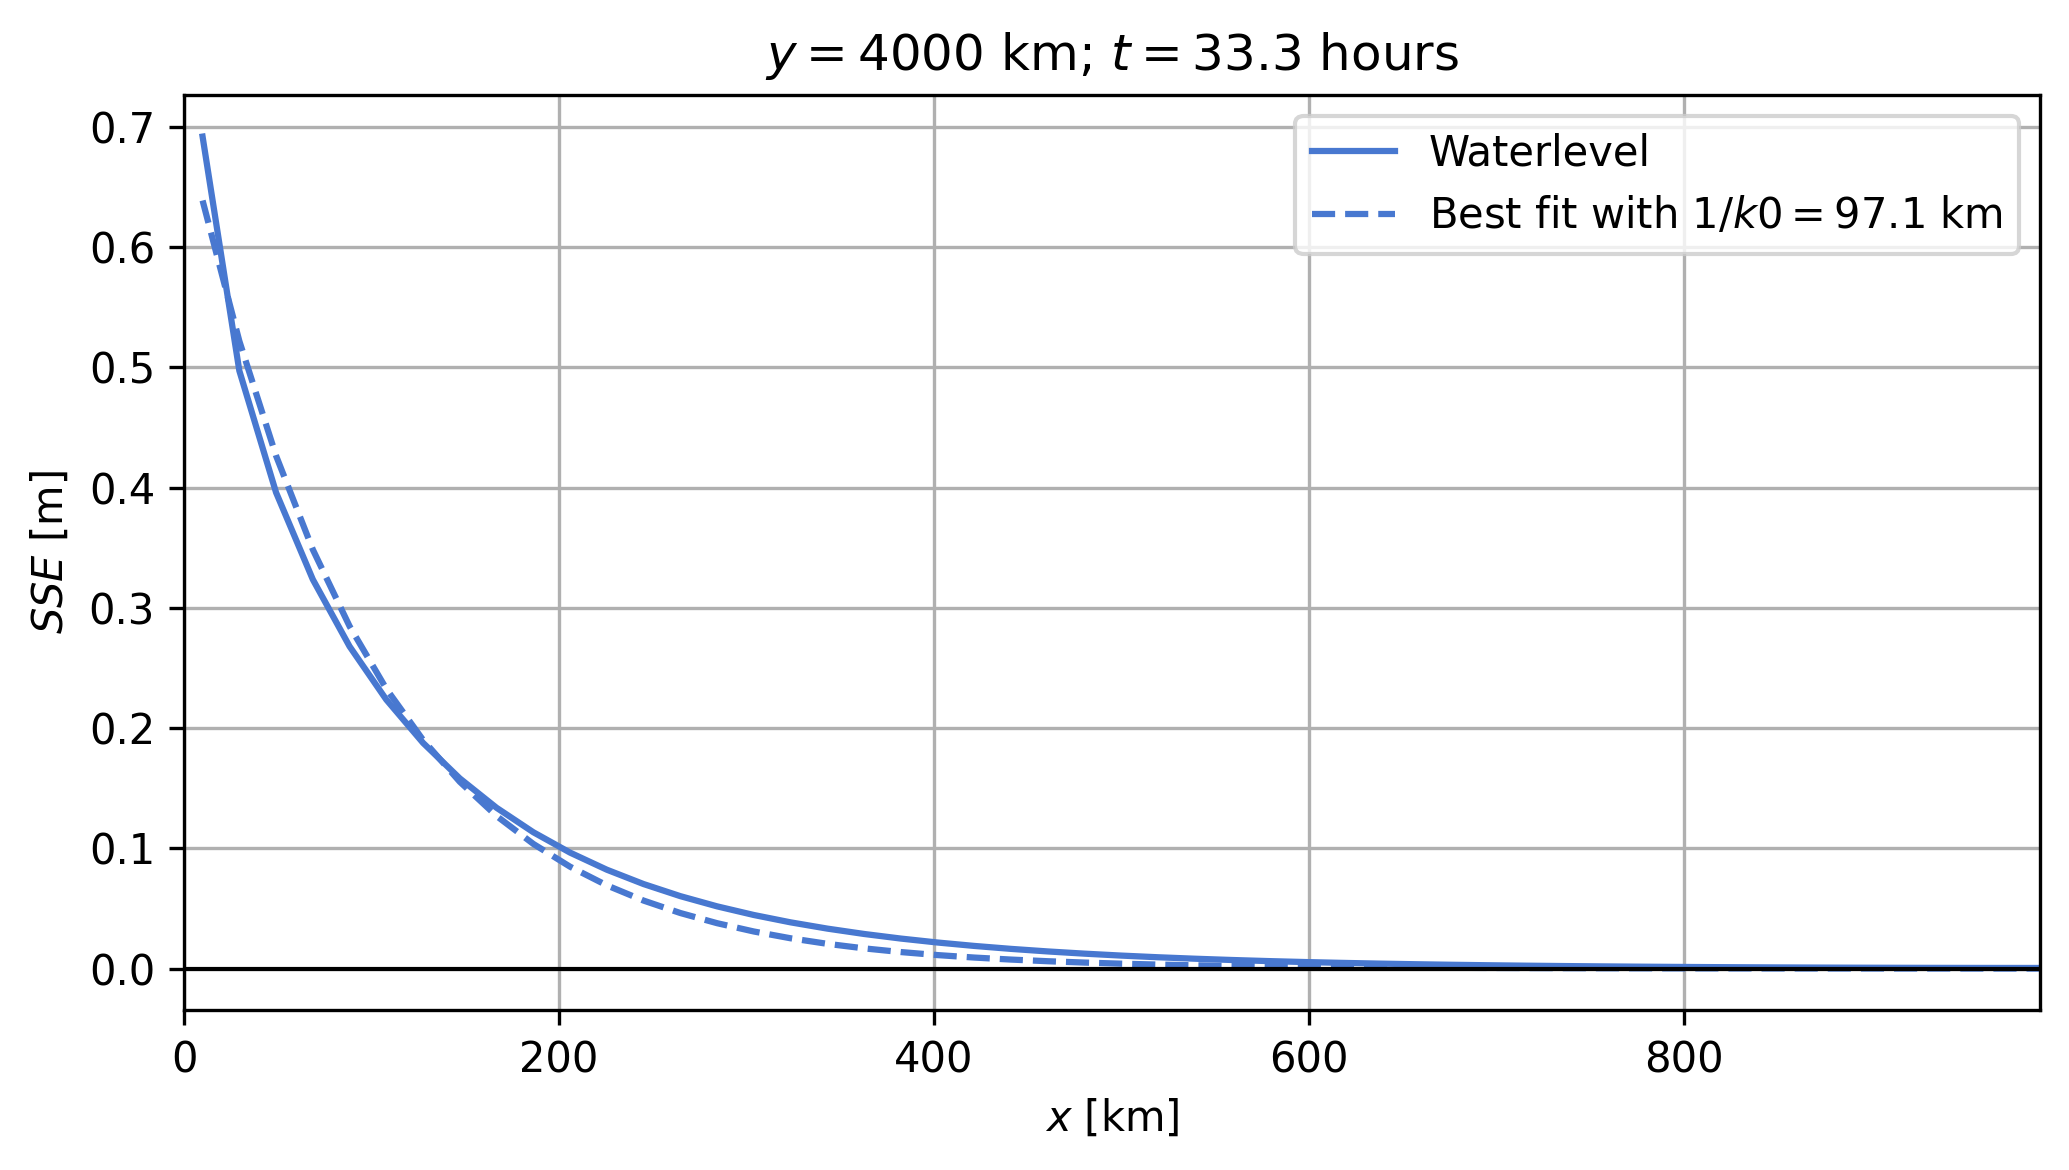 y = 4000 km; t = 33.3 hours
Waterlevel
Best fit with 1/k0 = 97.1 km
0.7
0.6
0.5
0.4
0.3
0.2
0.1
0.0
SSE [m]
0 200 400 600 800
x [km]